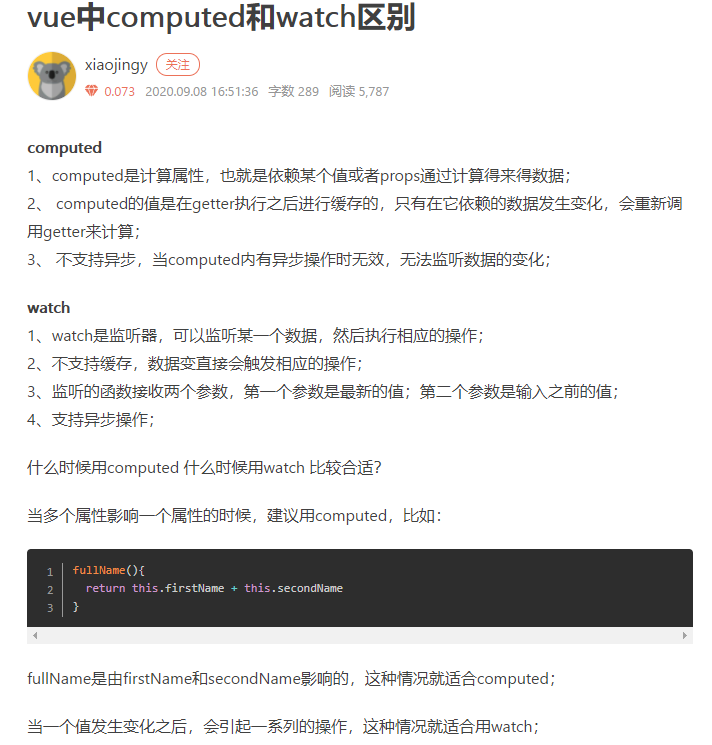 vue中computed和watch区别
xiaojingy 关注
0.073 2020.09.08 16:51:36 字数 289 阅读 5,787
computed
1、computed是计算属性，也就是依赖某个值或者props通过计算得来得数据；
2、 computed的值是在getter执行之后进行缓存的，只有在它依赖的数据发生变化，会重新调
用getter来计算；
3、 不支持异步，当computed内有异步操作时无效，无法监听数据的变化；
watch
1、watch是监听器，可以监听某一个数据，然后执行相应的操作；
2、不支持缓存，数据变直接会触发相应的操作；
3、监听的函数接收两个参数，第一个参数是最新的值；第二个参数是输入之前的值；
4、支持异步操作；
什么时候用computed 什么时候用watch 比较合适？
当多个属性影响一个属性的时候，建议用computed，比如：
1 fullName(){
2 return this.firstName + this.secondName
3 }
fullName是由firstName和secondName影响的，这种情况就适合computed；
当一个值发生变化之后，会引起一系列的操作，这种情况就适合用watch；